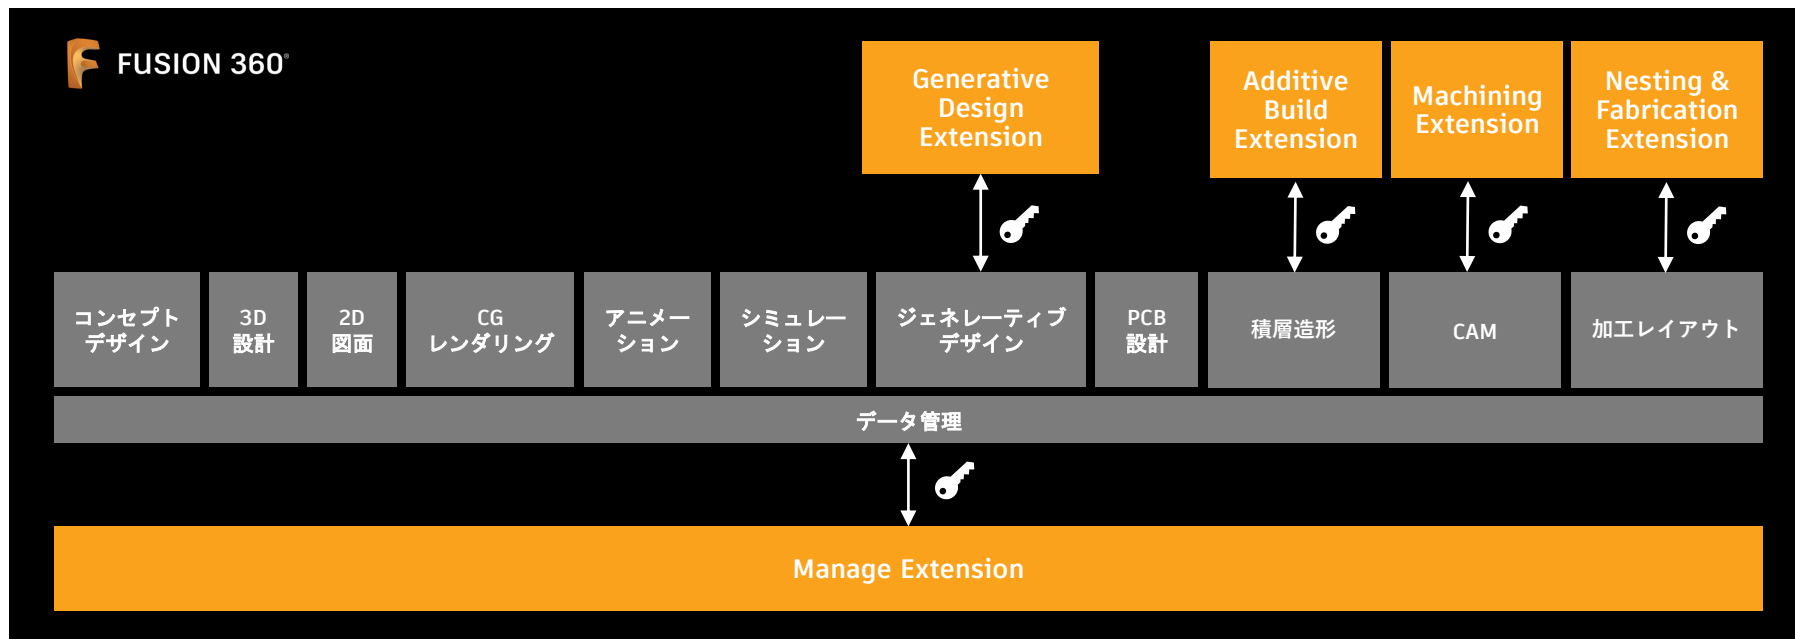 FUSION 360®
Generative
Design
Extension
Additive
Build
Extension
Machining
Extension
Nesting &
Fabrication
Extension
コンセプト
デザイン
3D
設計
2D
図面
CG
レンダリング
アニメー
ション
シミュレー
ション
ジェネレーティブ
デザイン
PCB
設計
積層造形
CAM
加工レイアウト
データ管理
Manage Extension